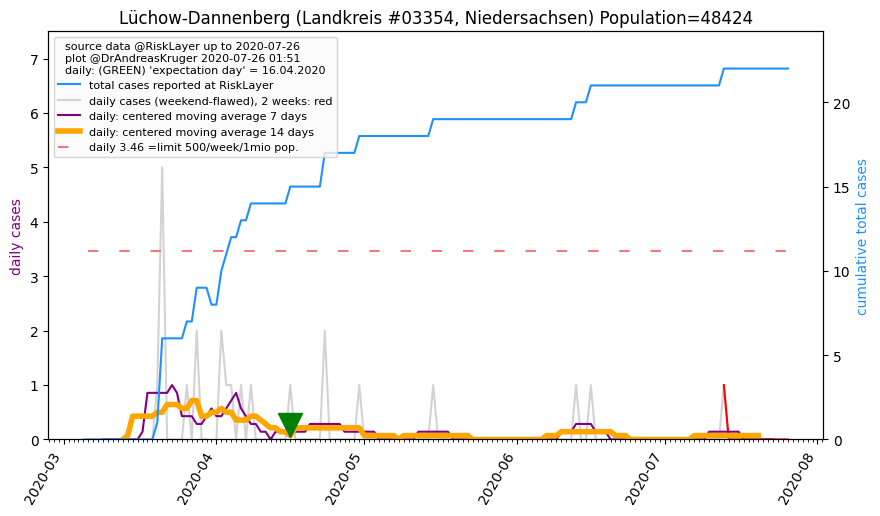 Lüchow-Dannenberg (Landkreis #03354, Niedersachsen) Population=48424
source data @RiskLayer up to 2020-07-26
plot @DrAndreasKruger 2020-07-26 01:51
daily: (GREEN) 'expectation day' = 16.04.2020
total cases reported at RiskLayer
daily cases (weekend-flawed), 2 weeks: red
daily: centered moving average 7 days
daily: centered moving average 14 days
daily 3.46 =limit 500/week/1mio pop.
daily cases
7
6
5
4
3
2
1
0
cumulative total cases
20
15
10
5
0
2020-03
2020-04
2020-05
2020-06
2020-07
2020-08